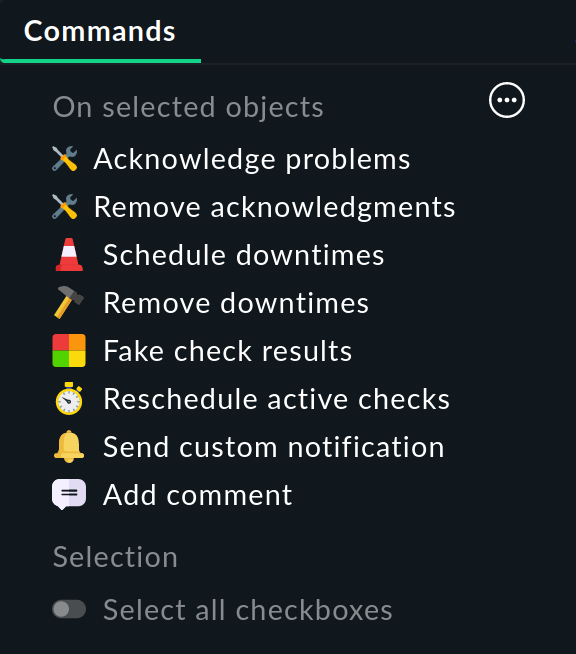 Commands
On selected objects
Acknowledge problems
Remove acknowledgments
Schedule downtimes
Remove downtimes
Fake check results
Reschedule active checks
Send custom notification
Add comment
Selection
Select all checkboxes